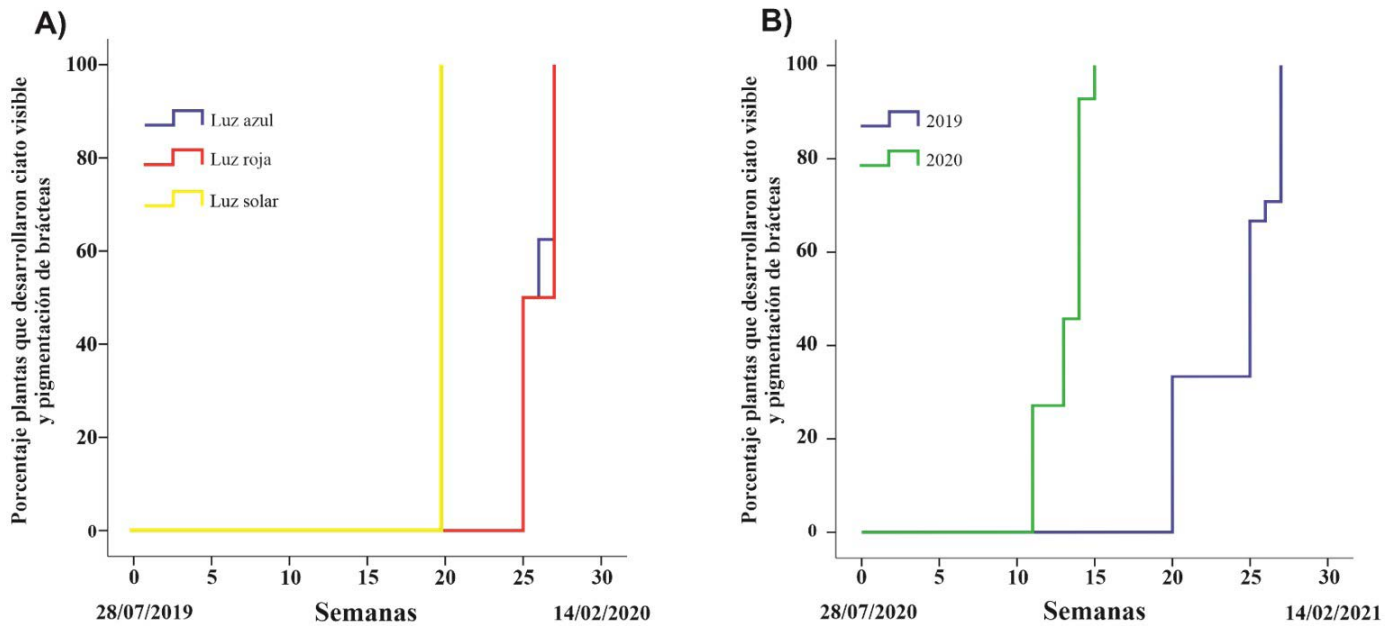 A)
Porcentaje plantas que desarrollaron ciato visible
y pigmentación de brácteas
100
80
60
40
20
0
Luz azul
Luz roja
Luz solar
0 5 10 15 20 25 30
28/07/2019 Semanas 14/02/2020
B)
Porcentaje plantas que desarrollaron ciato visible
y pigmentación de brácteas
100
80
60
40
20
0
2019
2020
0 5 10 15 20 25 30
28/07/2020 Semanas 14/02/2021